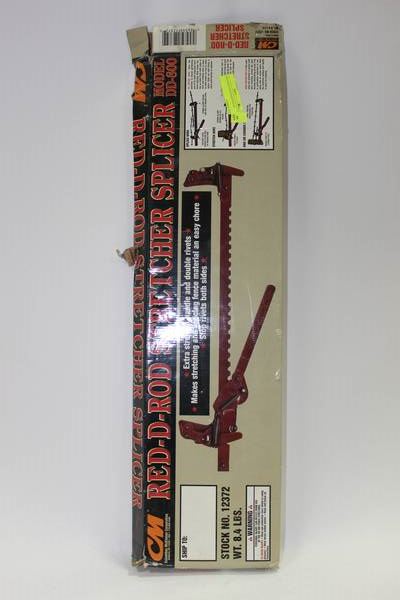 CM
RED-D-ROD
STRETCHER
SPLICER
CM
RED-D-ROD STRETCHER SPLICER
CM
RED-D-ROD STRETCHER SPLICER
MODEL
DD-800
★ Extra strong handle and double rivets ★
★ Makes stretching and splicing fence material an easy chore ★
★ Stop rivets both sides ★
SHIP TO:
STOCK NO. 12372
WT. 8.4 LBS.
WARNING